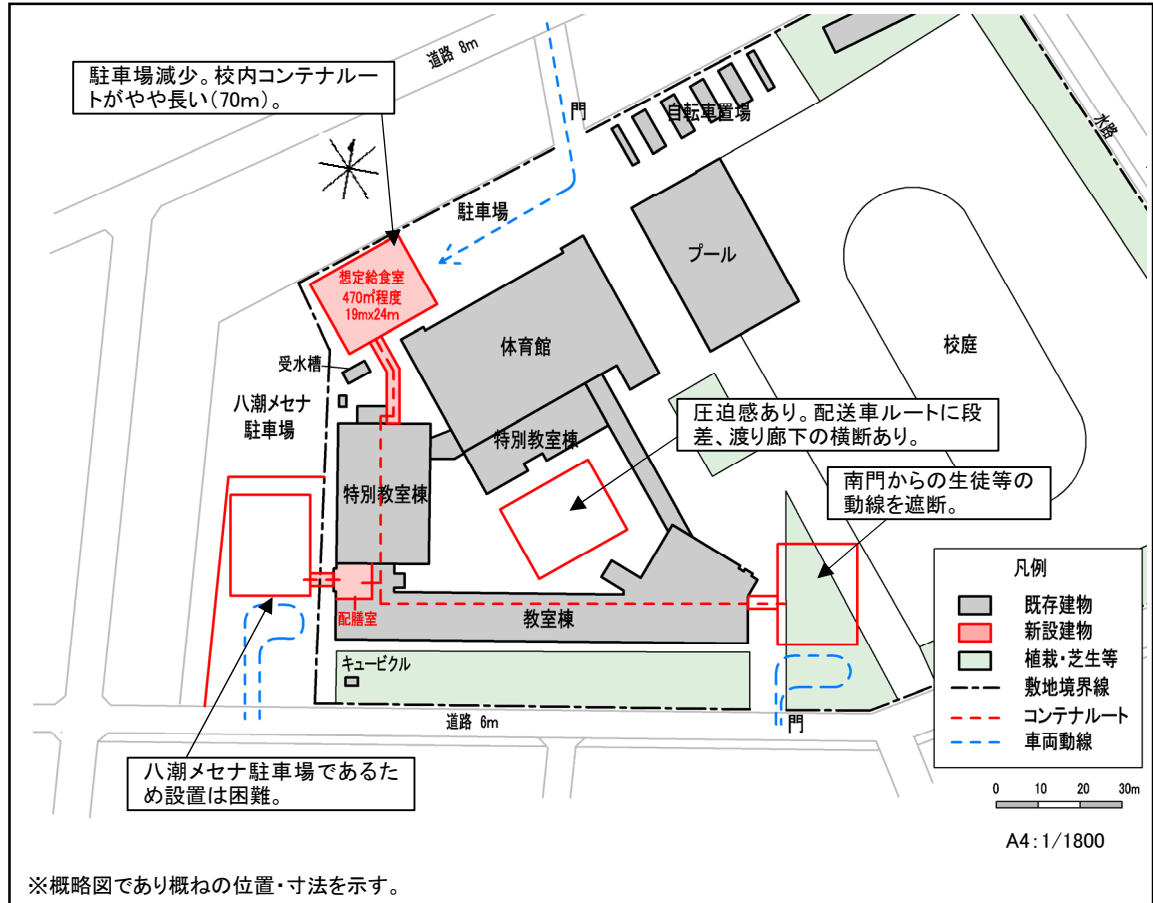 道路 8m
駐車場減少。校内コンテナルー
トがやや長い(70m)。
門
自転車置場
水路
駐車場
プール
想定給食室
470㎡程度
19mx24m
体育館
校庭
受水槽
八潮メセナ
駐車場
圧迫感あり。配送車ルートに段
差、渡り廊下の横断あり。
特別教室棟
南門からの生徒等の
動線を遮断。
特別教室棟
配膳室
教室棟
キュービクル
道路 6m
門
八潮メセナ駐車場であるた
め設置は困難。
凡例
既存建物
新設建物
植栽・芝生等
敷地境界線
コンテナルート
車両動線
0 10 20 30m
A4:1/1800
※概略図であり概ねの位置・寸法を示す。